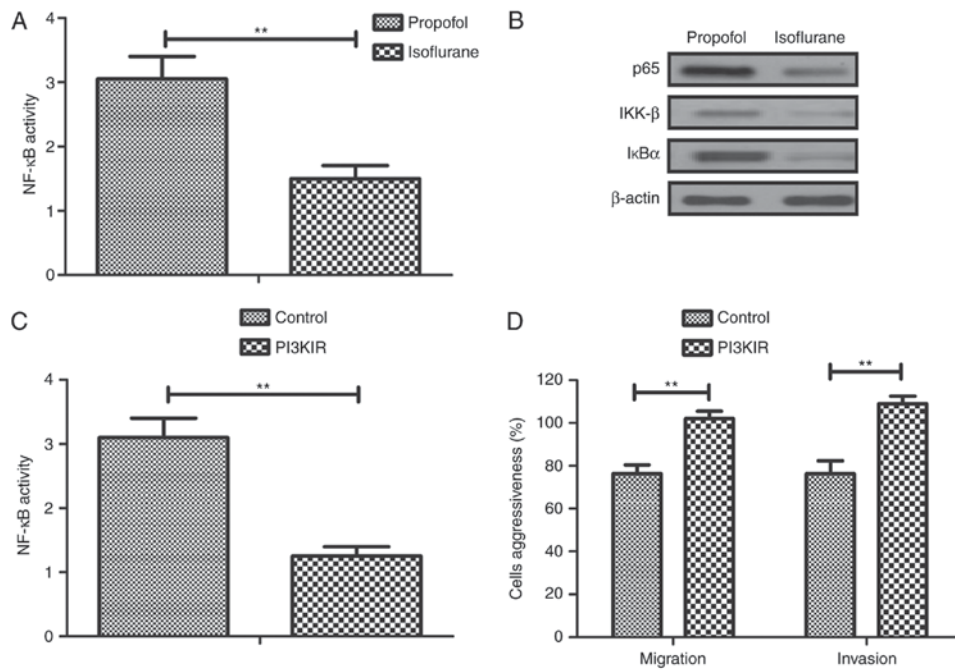 A
4
3
2
1
0
NF-κB activity
**
Propofol
Isoflurane
B
Propofol Isoflurane
p65
IKK-β
IκBα
β-actin
C
Control
PI3KIR
4
3
2
1
0
NF-κB activity
**
D
Control
PI3KIR
120
100
80
60
40
20
0
Cells aggressiveness (%)
**
**
Migration Invasion